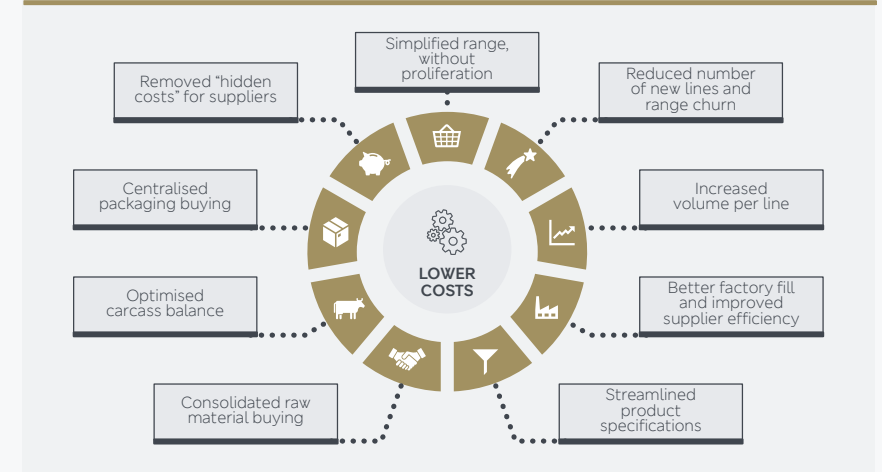 Simplified range,
without
proliferation
Reduced number
of new lines and
range churn
Increased
volume per line
Better factory fill
and improved
supplier efficiency
Streamlined
product
specifications
Consolidated raw
material buying
Optimised
carcass balance
Centralised
packaging buying
Removed “hidden
costs” for suppliers
LOWER
COSTS